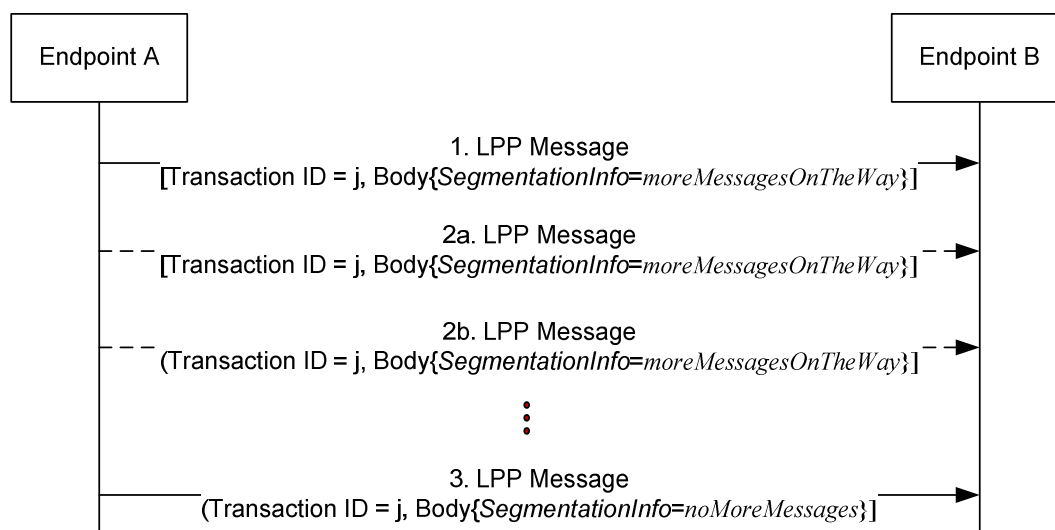 Endpoint A
Endpoint B
1. LPP Message
[Transaction ID = j, Body{SegmentationInfo=moreMessagesOnTheWay}]
2a. LPP Message
[Transaction ID = j, Body{SegmentationInfo=moreMessagesOnTheWay}]
2b. LPP Message
(Transaction ID = j, Body{SegmentationInfo=moreMessagesOnTheWay}]
3. LPP Message
(Transaction ID = j, Body{SegmentationInfo=noMoreMessages}]